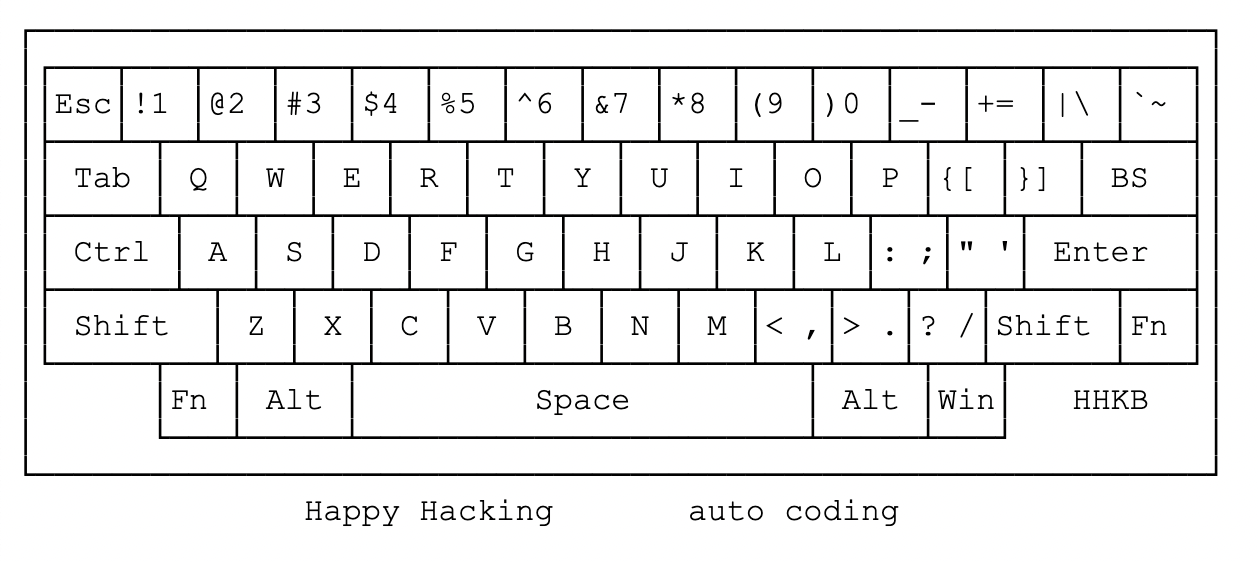 Esc !1 @2 #3 $4 %5 ^6 &7 *8 (9 )0 _- += |\ `~
Tab Q W E R T Y U I O P {[ }] BS
Ctrl A S D F G H J K L : ; " ' Enter
Shift Z X C V B N M < , > . ? / Shift Fn
Fn Alt Space Alt Win HHKB
Happy Hacking auto coding